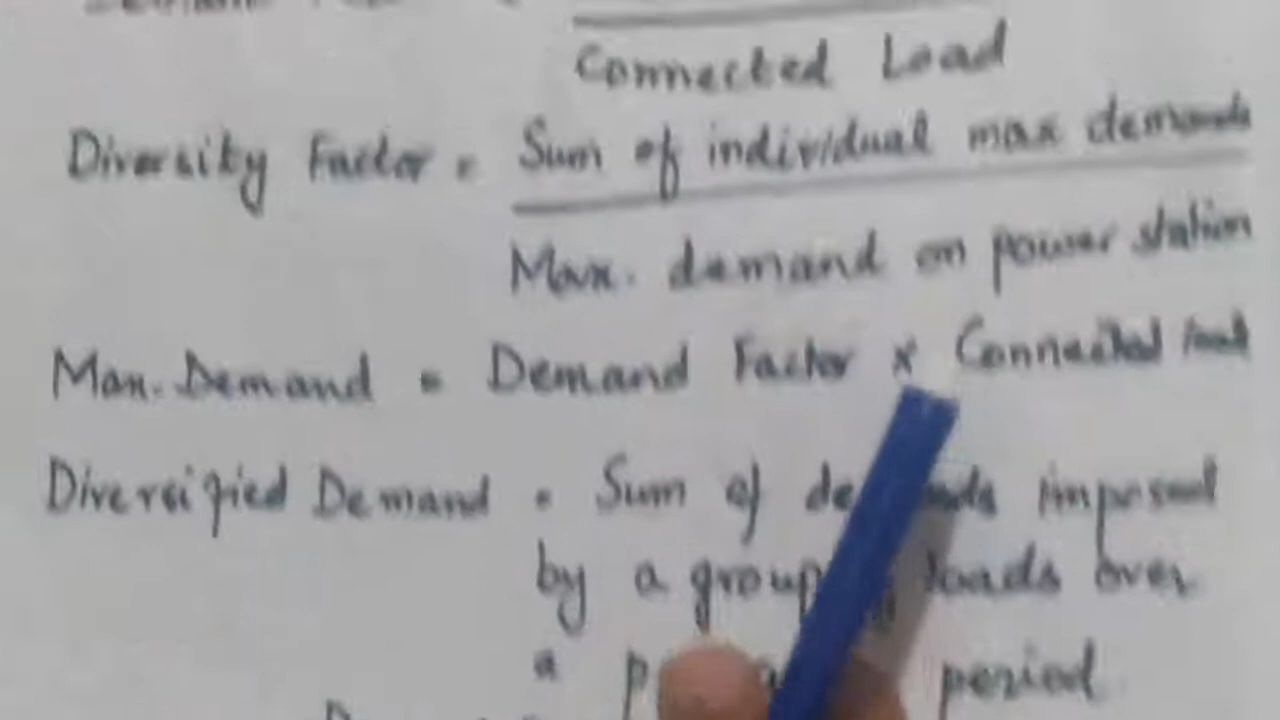 Connected Load
Diversity Factor = Sum of individual max demands
Max. demand on power station
Max. Demand = Demand Factor x Connected load
Diversified Demand = Sum of demands imposed
by a group loads over
a period